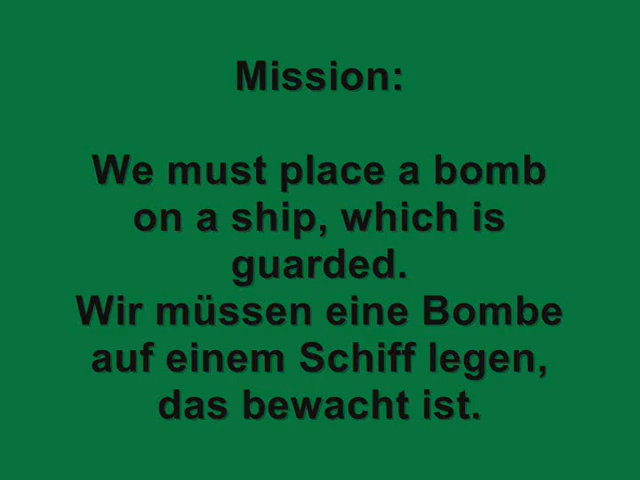 Mission:
We must place a bomb
on a ship, which is
guarded.
Wir müssen eine Bombe
auf einem Schiff legen,
das bewacht ist.